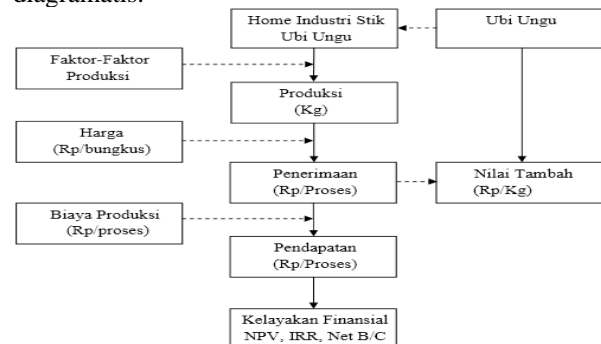 diagramatis.
Home Industri Stik
Ubi Ungu
Ubi Ungu
Faktor-Faktor
Produksi
Produksi
(Kg)
Harga
(Rp/bungkus)
Penerimaan
(Rp/Proses)
Nilai Tambah
(Rp/Kg)
Biaya Produksi
(Rp/proses)
Pendapatan
(Rp/Proses)
Kelayakan Finansial
NPV, IRR, Net B/C